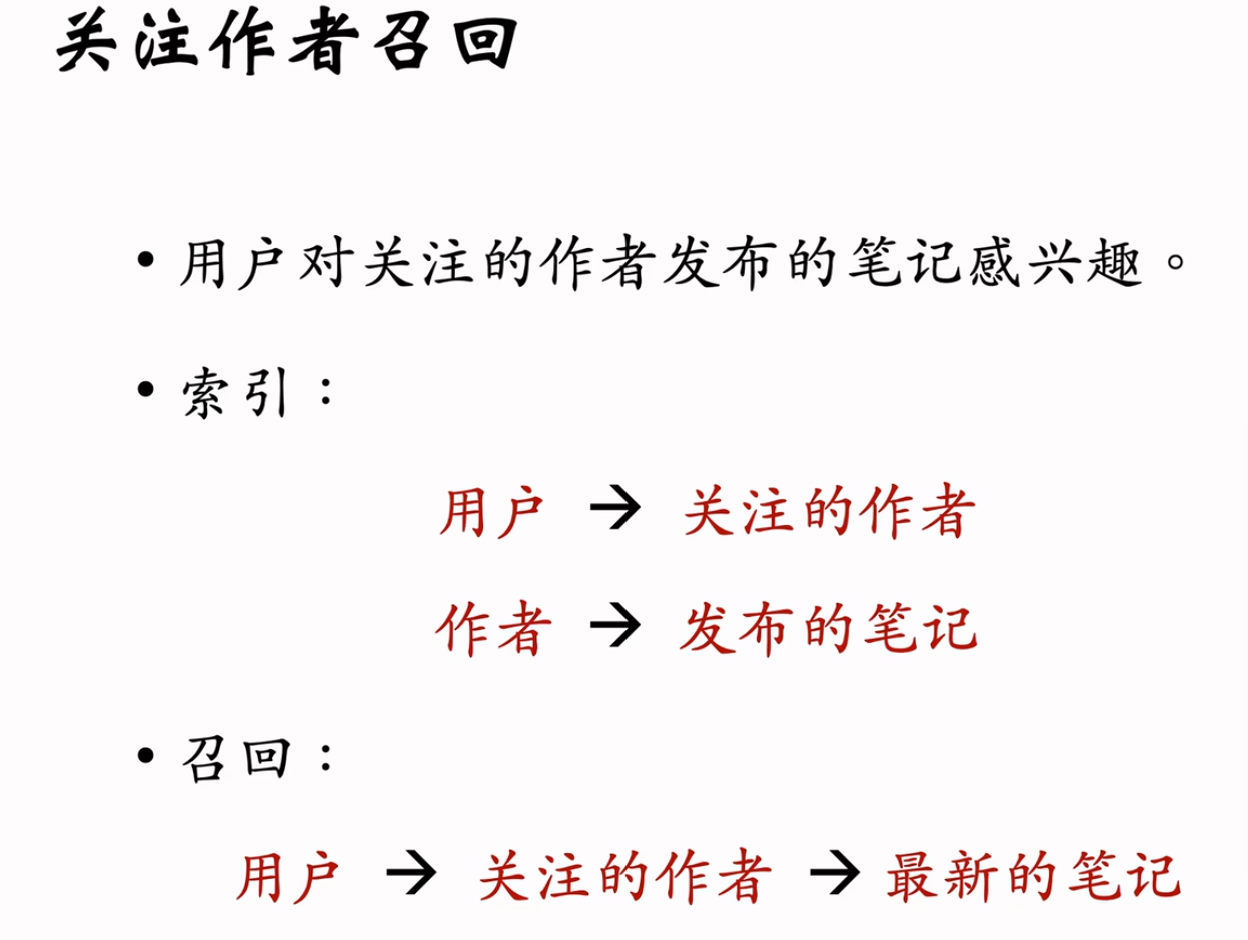 关注作者召回
• 用户对关注的作者发布的笔记感兴趣。
• 索引：
用户 → 关注的作者
作者 → 发布的笔记
• 召回：
用户 → 关注的作者 → 最新的笔记